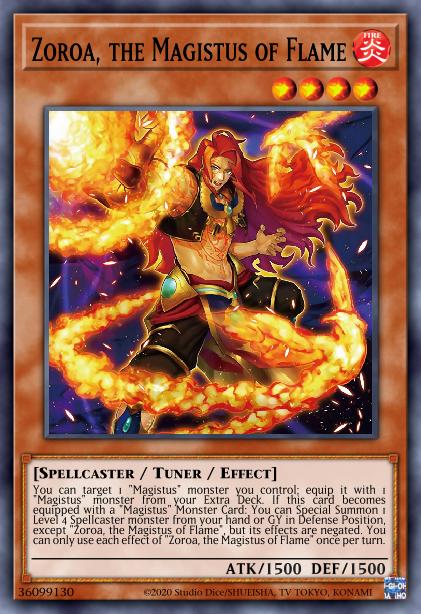 Zoroa, the Magistus of Flame
FIRE
炎
[Spellcaster / Tuner / Effect]
You can target 1 "Magistus" monster you control; equip it with 1
"Magistus" monster from your Extra Deck. If this card becomes
equipped with a "Magistus" Monster Card: You can Special Summon 1
Level 4 Spellcaster monster from your hand or GY in Defense Position,
except "Zoroa, the Magistus of Flame", but its effects are negated. You
can only use each effect of "Zoroa, the Magistus of Flame" once per turn.
ATK/1500 DEF/1500
36099130
©2020 Studio Dice/SHUEISHA, TV TOKYO, KONAMI